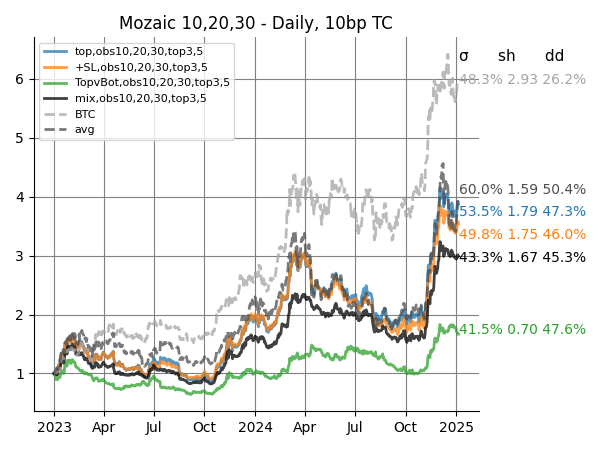 Mozaic 10,20,30 - Daily, 10bp TC
top,obs10,20,30,top3,5
+SL,obs10,20,30,top3,5
TopvBot,obs10,20,30,top3,5
mix,obs10,20,30,top3,5
BTC
avg
σ sh dd
48.3% 2.93 26.2%
60.0% 1.59 50.4%
53.5% 1.79 47.3%
49.8% 1.75 46.0%
43.3% 1.67 45.3%
41.5% 0.70 47.6%
6
5
4
3
2
1
2023 Apr Jul Oct 2024 Apr Jul Oct 2025